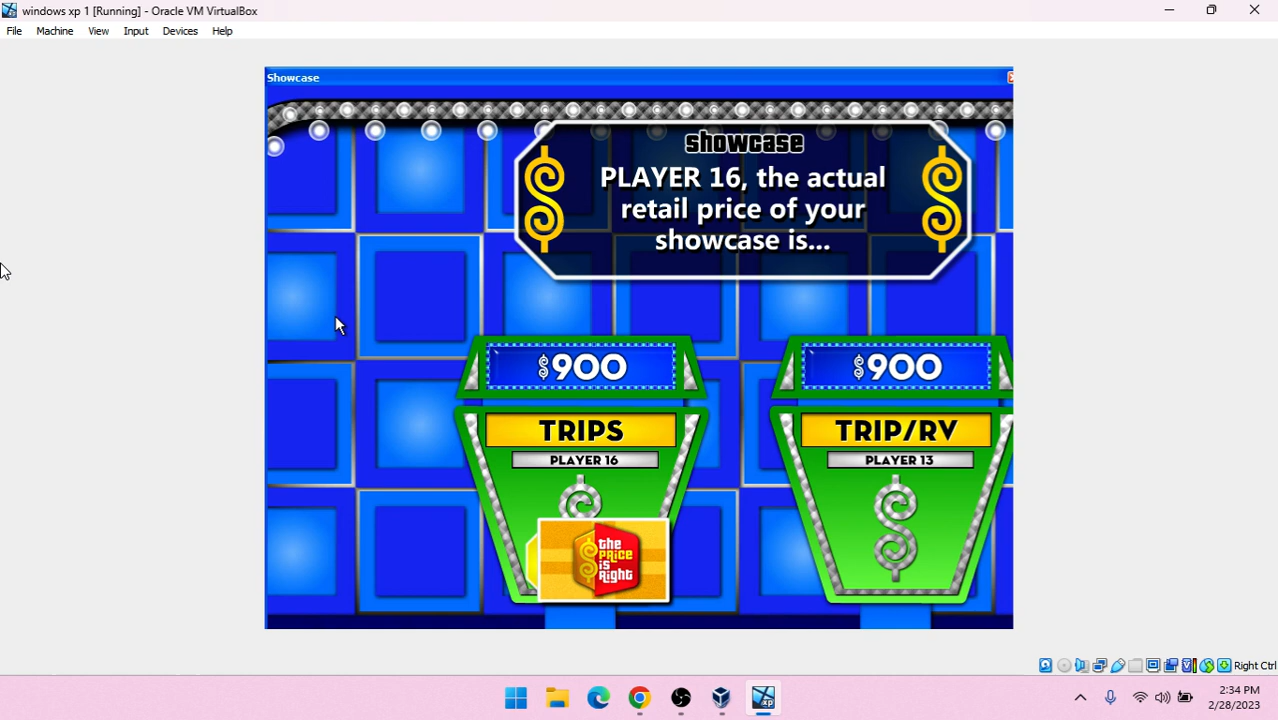 windows xp 1 [Running] - Oracle VM VirtualBox
File Machine View Input Devices Help
Showcase
showcase
PLAYER 16, the actual
retail price of your
showcase is...
$900 $900
TRIPS TRIP/RV
PLAYER 16 PLAYER 13
the
PRICE
is
Right
Right Ctrl
xp
2:34 PM
2/28/2023